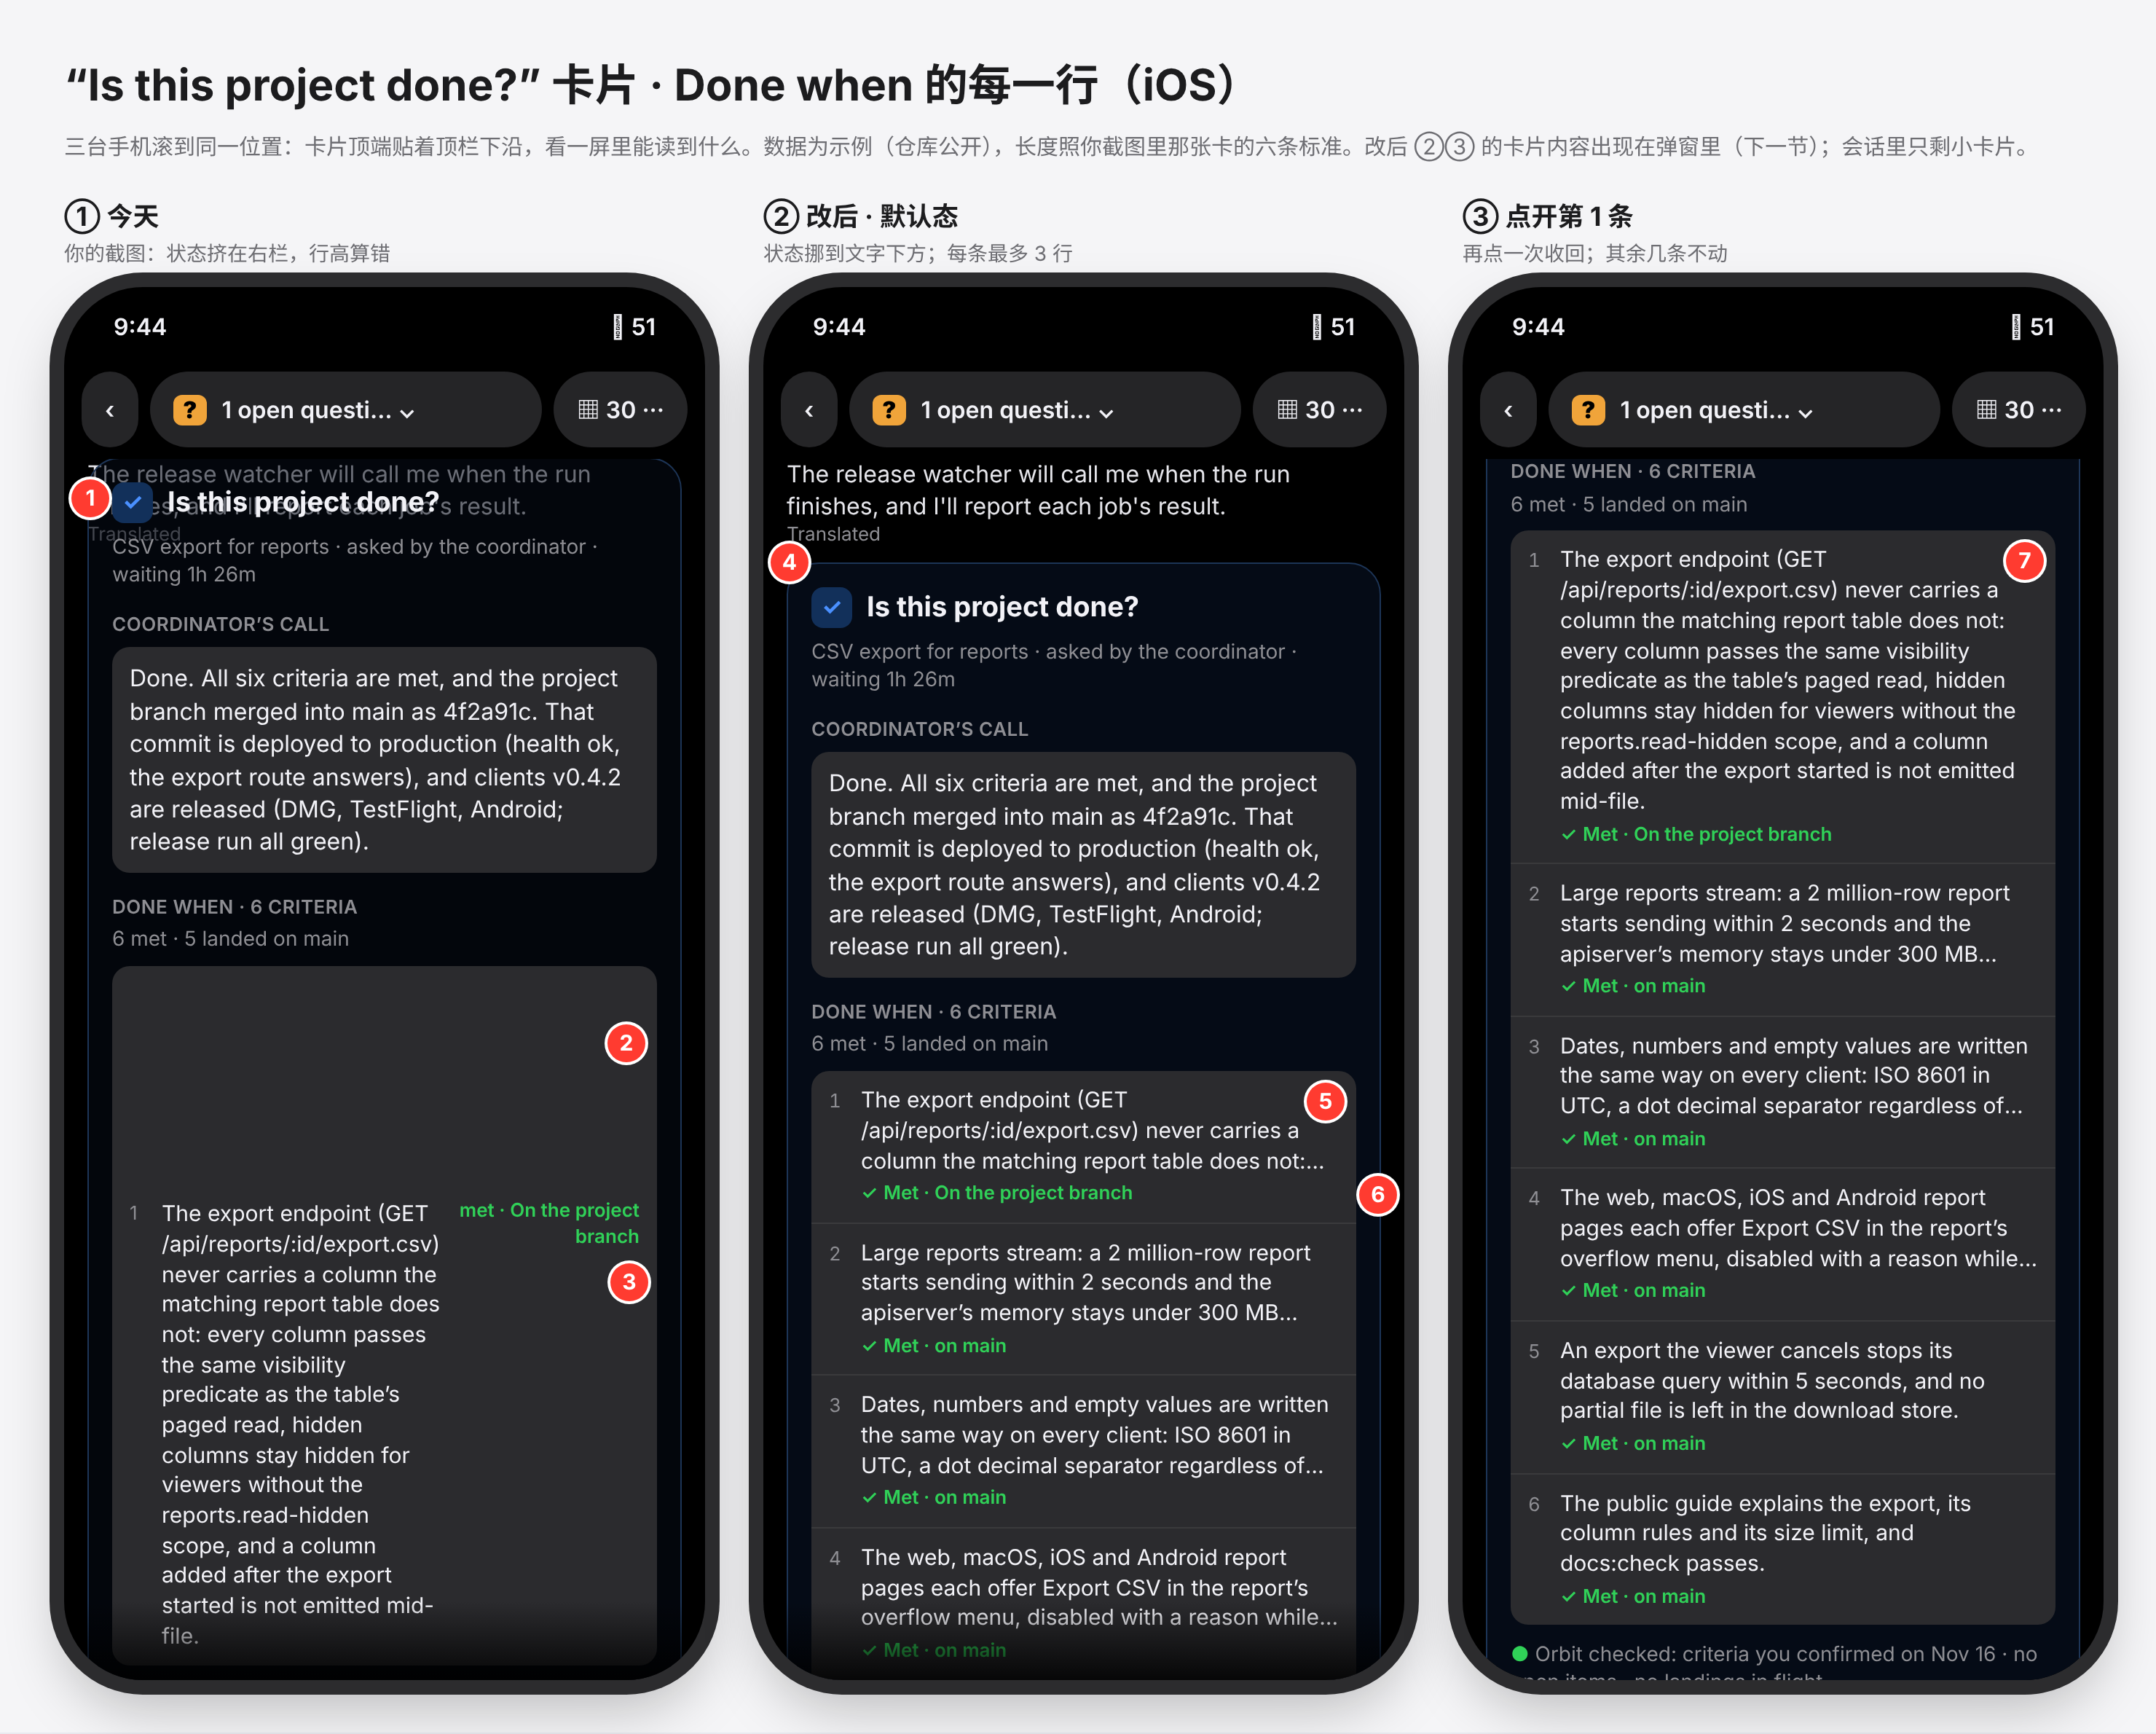 “Is this project done?” 卡片 · Done when 的每一行（iOS）
三台手机滚到同一位置：卡片顶端贴着顶栏下沿，看一屏里能读到什么。数据为示例（仓库公开），长度照你截图里那张卡的六条标准。改后 ②③ 的卡片内容出现在弹窗里（下一节）；会话里只剩小卡片。
① 今天
你的截图：状态挤在右栏，行高算错
9:44
51
‹
? 1 open questi... ⌄
▦ 30 ···
The release watcher will call me when the run
1
Is this project done?
es, and I'll report each job's result.
Translated
CSV export for reports · asked by the coordinator ·
waiting 1h 26m
COORDINATOR’S CALL
Done. All six criteria are met, and the project
branch merged into main as 4f2a91c. That
commit is deployed to production (health ok,
the export route answers), and clients v0.4.2
are released (DMG, TestFlight, Android;
release run all green).
DONE WHEN · 6 CRITERIA
6 met · 5 landed on main
2
1
The export endpoint (GET
/api/reports/:id/export.csv)
never carries a column the
matching report table does
not: every column passes
the same visibility
predicate as the table’s
paged read, hidden
columns stay hidden for
viewers without the
reports.read-hidden
scope, and a column
added after the export
started is not emitted mid-
file.
met · On the project
branch
3
② 改后 · 默认态
状态挪到文字下方；每条最多 3 行
9:44
51
‹
? 1 open questi... ⌄
▦ 30 ···
The release watcher will call me when the run
finishes, and I'll report each job's result.
Translated
4
Is this project done?
CSV export for reports · asked by the coordinator ·
waiting 1h 26m
COORDINATOR’S CALL
Done. All six criteria are met, and the project
branch merged into main as 4f2a91c. That
commit is deployed to production (health ok,
the export route answers), and clients v0.4.2
are released (DMG, TestFlight, Android;
release run all green).
DONE WHEN · 6 CRITERIA
6 met · 5 landed on main
1
The export endpoint (GET
/api/reports/:id/export.csv) never carries a
column the matching report table does not:...
✓ Met · On the project branch
5
6
2
Large reports stream: a 2 million-row report
starts sending within 2 seconds and the
apiserver’s memory stays under 300 MB...
✓ Met · on main
3
Dates, numbers and empty values are written
the same way on every client: ISO 8601 in
UTC, a dot decimal separator regardless of...
✓ Met · on main
4
The web, macOS, iOS and Android report
pages each offer Export CSV in the report’s
overflow menu, disabled with a reason while...
✓ Met · on main
③ 点开第 1 条
再点一次收回；其余几条不动
9:44
51
‹
? 1 open questi... ⌄
▦ 30 ···
DONE WHEN · 6 CRITERIA
6 met · 5 landed on main
7
1
The export endpoint (GET
/api/reports/:id/export.csv) never carries a
column the matching report table does not:
every column passes the same visibility
predicate as the table’s paged read, hidden
columns stay hidden for viewers without the
reports.read-hidden scope, and a column
added after the export started is not emitted
mid-file.
✓ Met · On the project branch
2
Large reports stream: a 2 million-row report
starts sending within 2 seconds and the
apiserver’s memory stays under 300 MB...
✓ Met · on main
3
Dates, numbers and empty values are written
the same way on every client: ISO 8601 in
UTC, a dot decimal separator regardless of...
✓ Met · on main
4
The web, macOS, iOS and Android report
pages each offer Export CSV in the report’s
overflow menu, disabled with a reason while...
✓ Met · on main
5
An export the viewer cancels stops its
database query within 5 seconds, and no
partial file is left in the download store.
✓ Met · on main
6
The public guide explains the export, its
column rules and its size limit, and
docs:check passes.
✓ Met · on main
Orbit checked: criteria you confirmed on Nov 16 · no